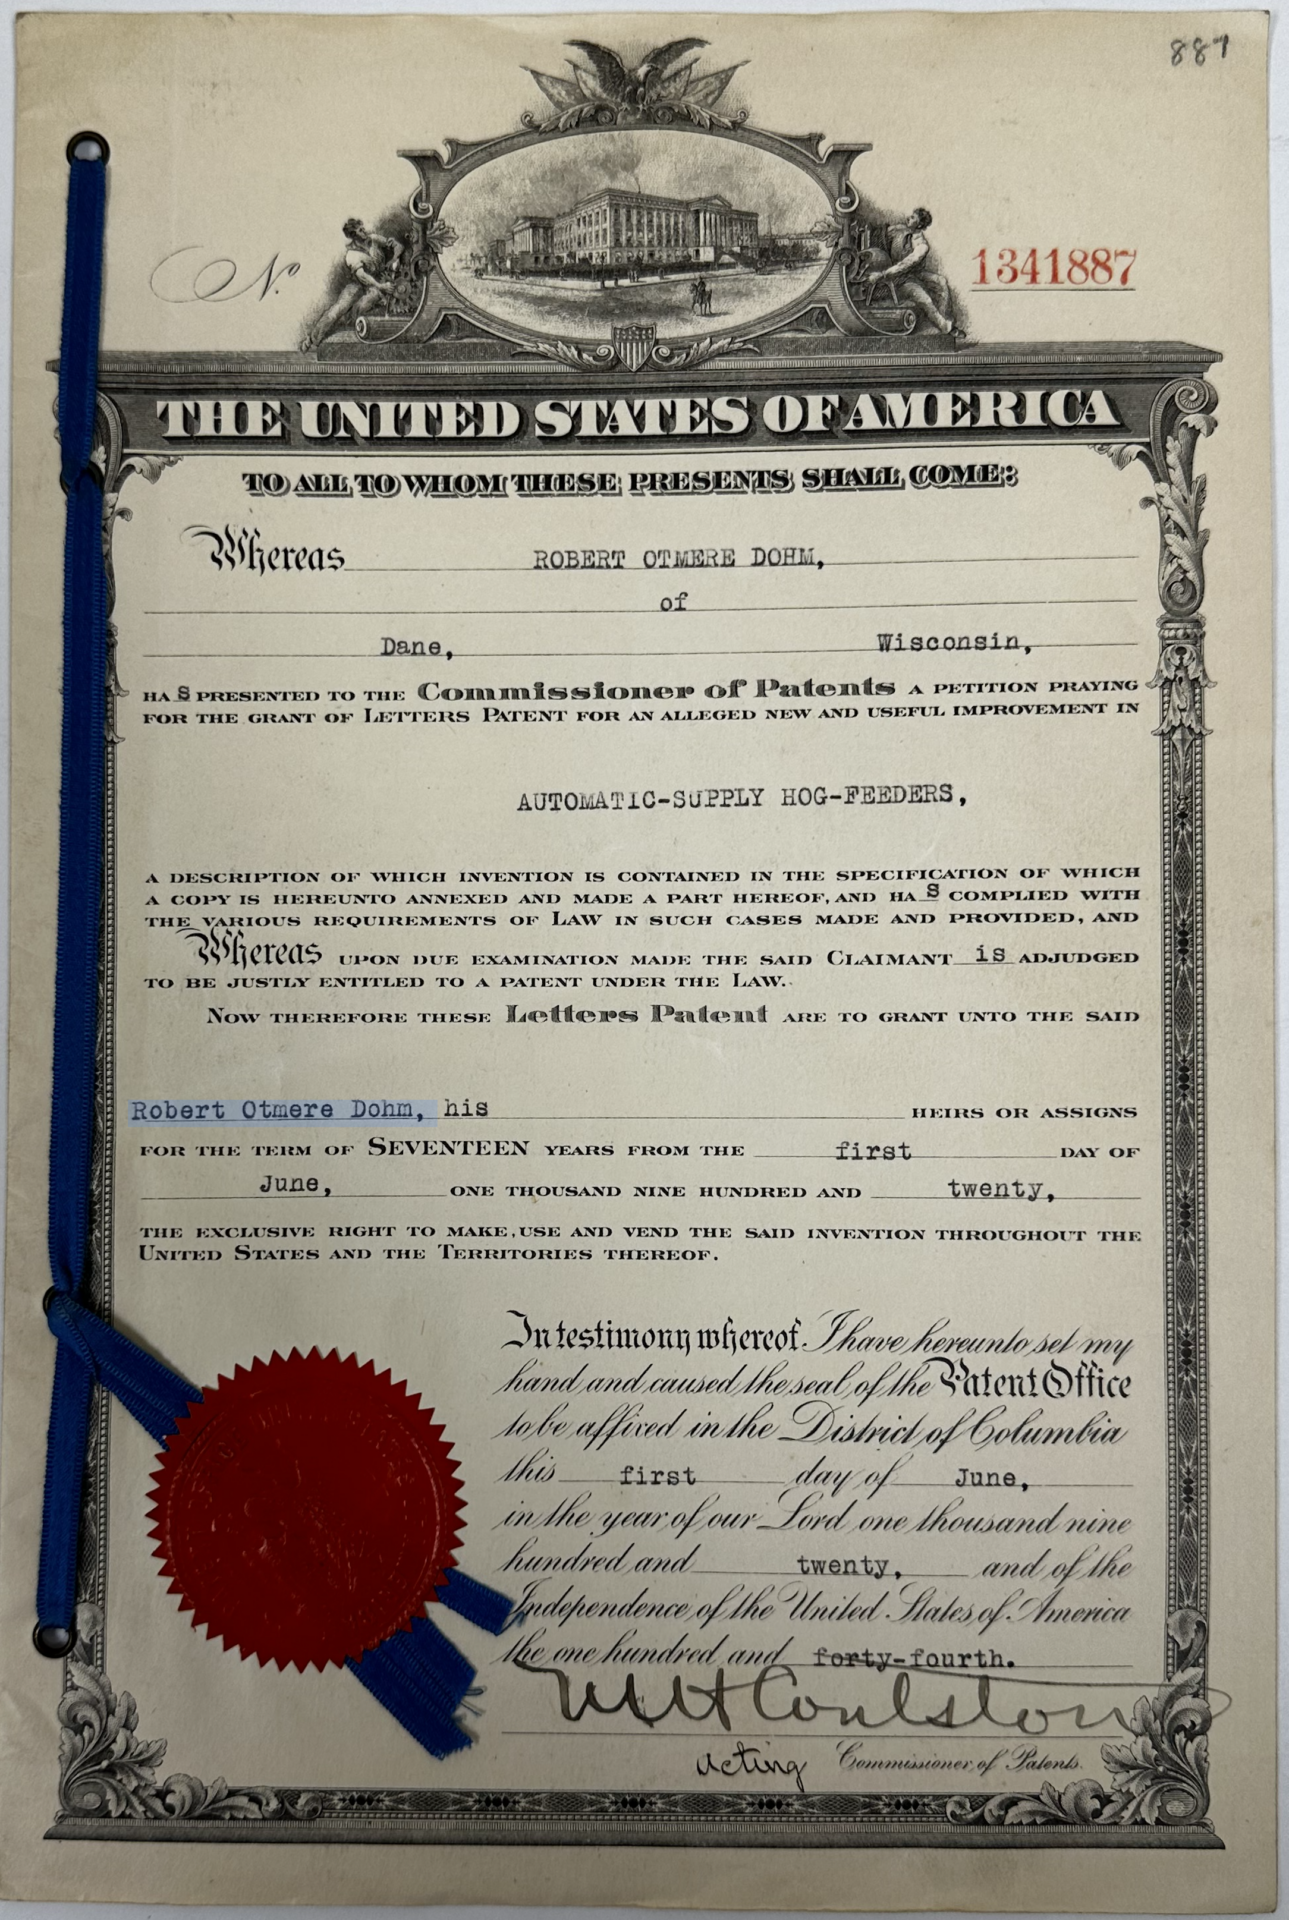 887
N.
1341887
THE UNITED STATES OF AMERICA
TO ALL TO WHOM THESE PRESENTS SHALL COME:
Whereas ROBERT OTMERE DOHM,
of
Dane, Wisconsin,
HAS PRESENTED TO THE Commissioner of Patents A PETITION PRAYING
FOR THE GRANT OF LETTERS PATENT FOR AN ALLEGED NEW AND USEFUL IMPROVEMENT IN
AUTOMATIC-SUPPLY HOG-FEEDERS,
A DESCRIPTION OF WHICH INVENTION IS CONTAINED IN THE SPECIFICATION OF WHICH
A COPY IS HEREUNTO ANNEXED AND MADE A PART HEREOF, AND HAS COMPLIED WITH
THE VARIOUS REQUIREMENTS OF LAW IN SUCH CASES MADE AND PROVIDED, AND
Whereas UPON DUE EXAMINATION MADE THE SAID CLAIMANT is ADJUDGED
TO BE JUSTLY ENTITLED TO A PATENT UNDER THE LAW.
NOW THEREFORE THESE Letters Patent ARE TO GRANT UNTO THE SAID
Robert Otmere Dohm, his HEIRS OR ASSIGNS
FOR THE TERM OF SEVENTEEN YEARS FROM THE first DAY OF
June, ONE THOUSAND NINE HUNDRED AND twenty,
THE EXCLUSIVE RIGHT TO MAKE, USE AND VEND THE SAID INVENTION THROUGHOUT THE
UNITED STATES AND THE TERRITORIES THEREOF.
In testimony whereof, I have hereunto set my
hand and caused the seal of the Patent Office
to be affixed in the District of Columbia
this first day of June,
in the year of our Lord one thousand nine
hundred and twenty, and of the
Independence of the United States of America
the one hundred and forty-fourth.
Coulston
acting Commissioner of Patents.